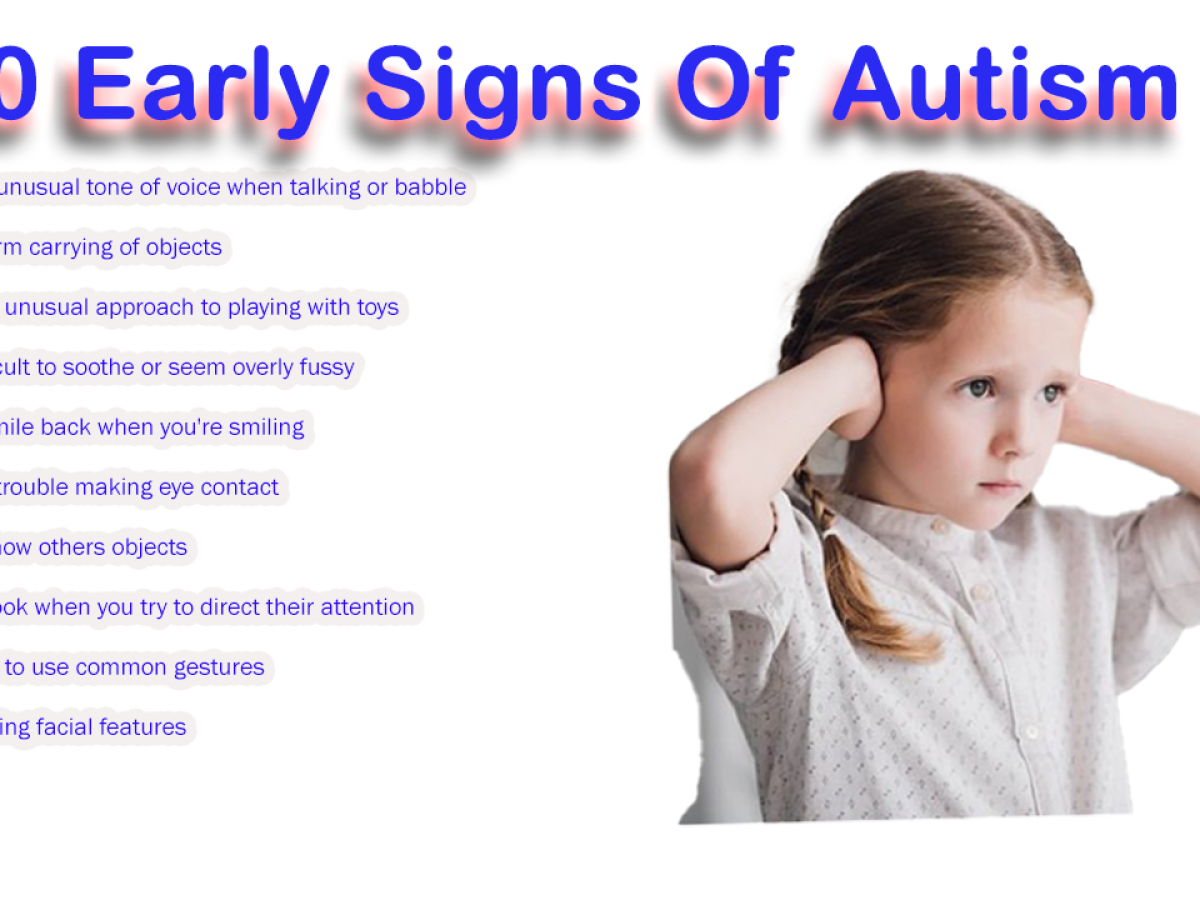 0 Early Signs Of Autism
unusual tone of voice when talking or babble
rm carrying of objects
unusual approach to playing with toys
cult to soothe or seem overly fussy
mile back when you're smiling
trouble making eye contact
how others objects
ook when you try to direct their attention
to use common gestures
ing facial features